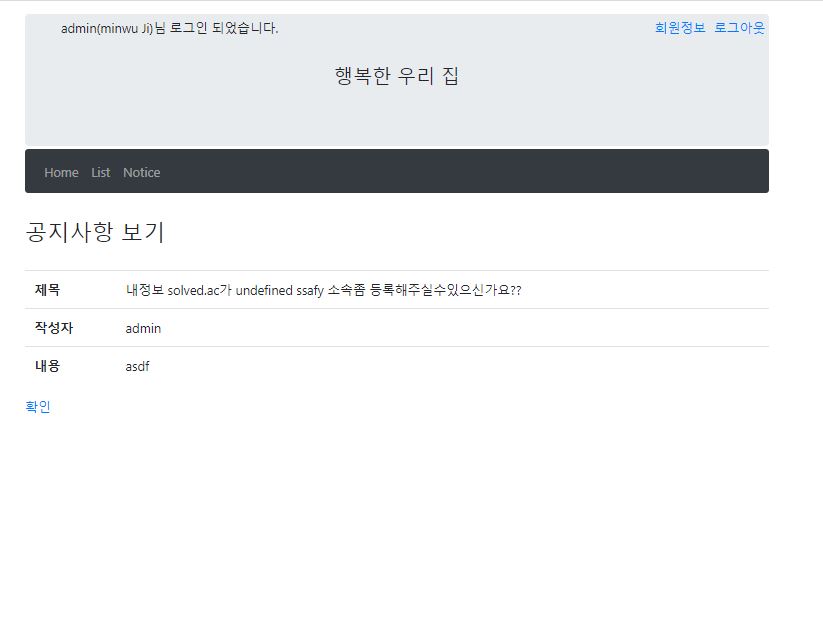 admin(minwu Ji)님 로그인 되었습니다. 회원정보 로그아웃
행복한 우리 집
Home List Notice
공지사항 보기
제목 내정보 solved.ac가 undefined ssafy 소속좀 등록해주실수있으신가요??
작성자 admin
내용 asdf
확인